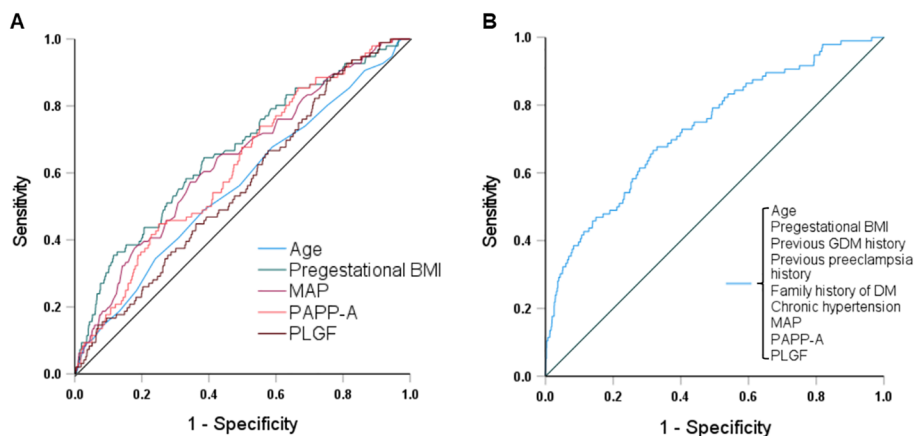 A
1.0
0.8
0.6
0.4
0.2
0.0
Sensitivity
Age
Pregestational BMI
MAP
PAPP-A
PLGF
0.0 0.2 0.4 0.6 0.8 1.0
1 - Specificity
B
1.0
0.8
0.6
0.4
0.2
0.0
Sensitivity
Age
Pregestational BMI
Previous GDM history
Previous preeclampsia
history
Family history of DM
Chronic hypertension
MAP
PAPP-A
PLGF
0.0 0.2 0.4 0.6 0.8 1.0
1 - Specificity